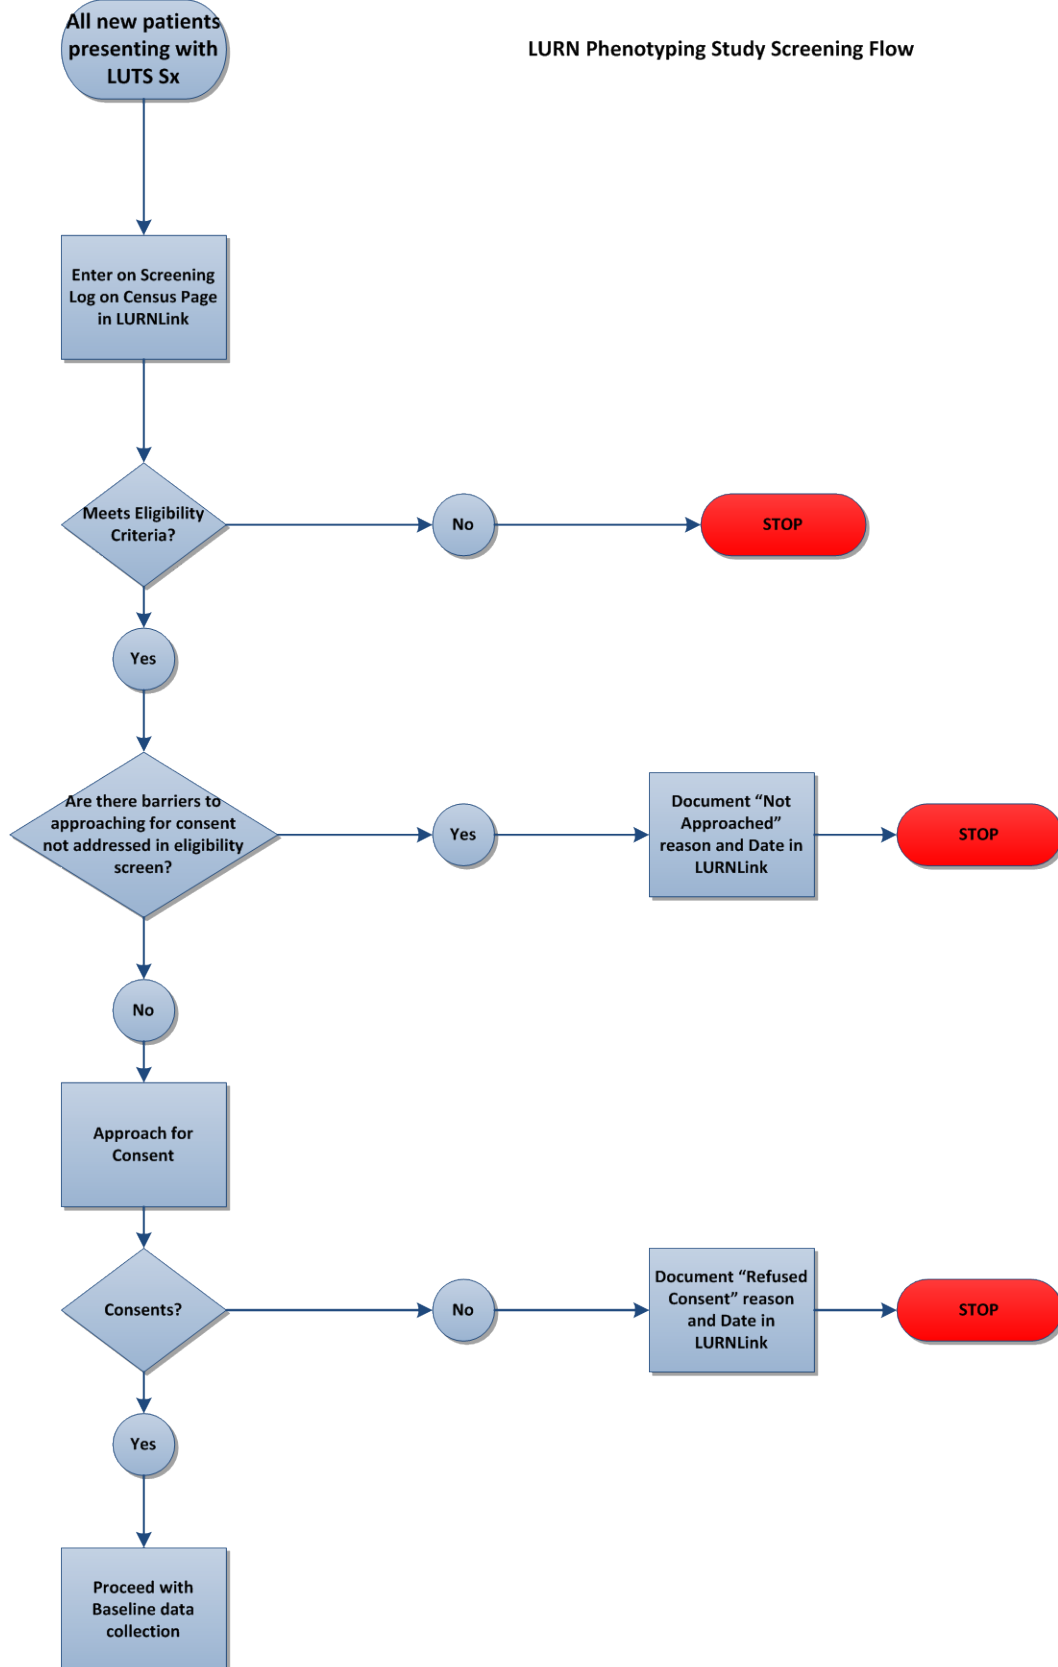 All new patients
presenting with
LUTS Sx
LURN Phenotyping Study Screening Flow
Enter on Screening
Log on Census Page
in LURNLink
Meets Eligibility
Criteria?
No
STOP
Yes
Are there barriers to
approaching for consent
not addressed in eligibility
screen?
Yes
Document “Not
Approached”
reason and Date in
LURNLink
STOP
No
Approach for
Consent
Consents?
No
Document “Refused
Consent” reason
and Date in
LURNLink
STOP
Yes
Proceed with
Baseline data
collection